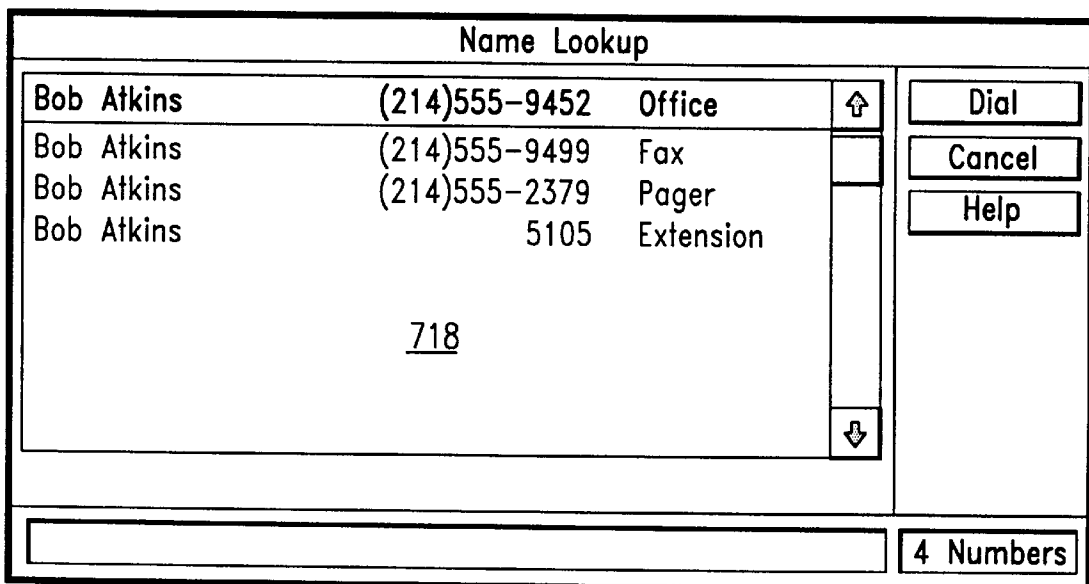 Name Lookup
Bob Atkins (214)555-9452 Office
Bob Atkins (214)555-9499 Fax
Bob Atkins (214)555-2379 Pager
Bob Atkins 5105 Extension
718
Dial
Cancel
Help
4 Numbers